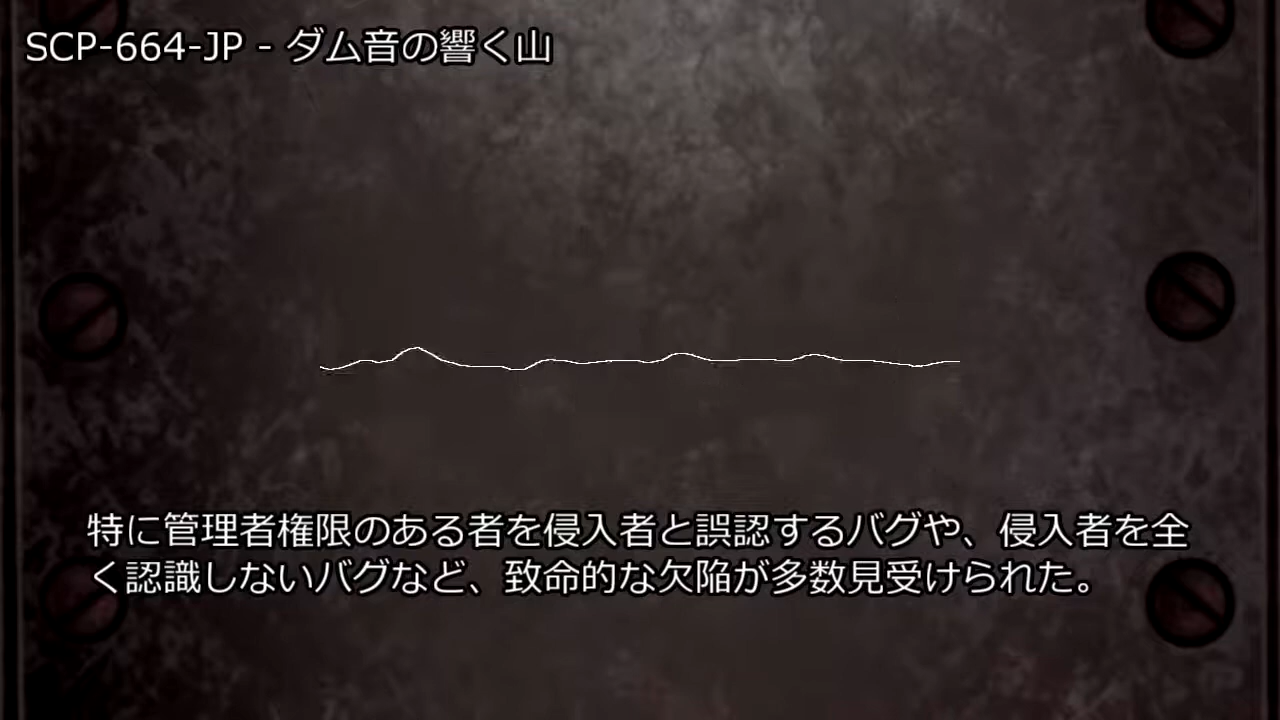 SCP-664-JP - ダム音の響く山
特に管理者権限のある者を侵入者と誤認するバグや、侵入者を全
く認識しないバグなど、致命的な欠陥が多数見受けられた。